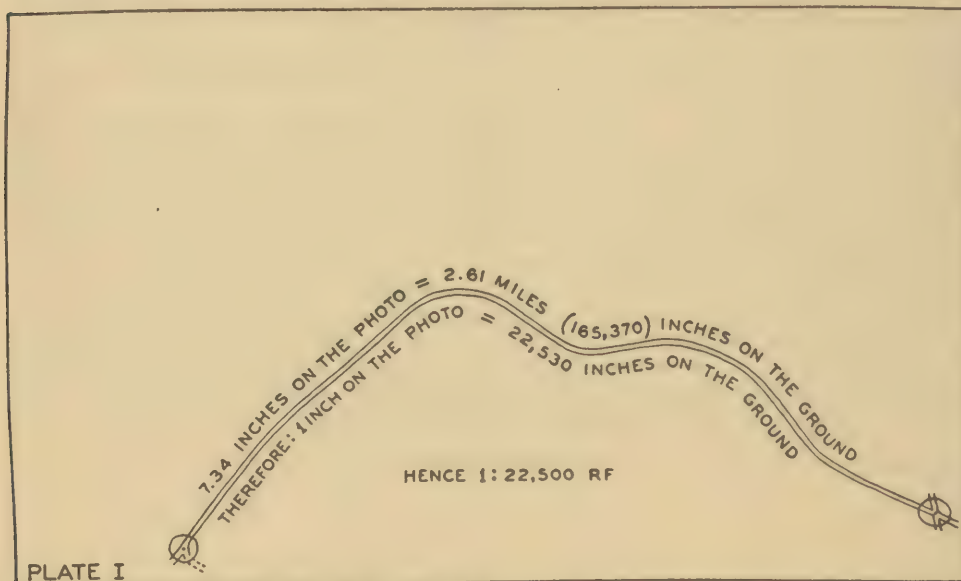 7.34 INCHES ON THE PHOTO = 2.61 MILES (165,370) INCHES ON THE GROUND
THEREFORE: 1 INCH ON THE PHOTO = 22,530 INCHES ON THE GROUND
HENCE 1:22,500 RF
PLATE I